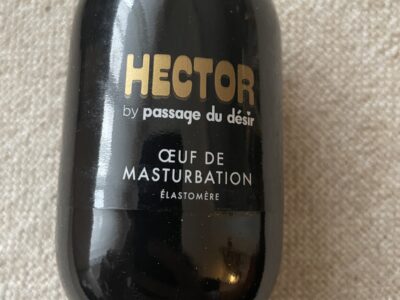 HECTOR
by passage du désir
ŒUF DE
MASTURBATION
ÉLASTOMÈRE